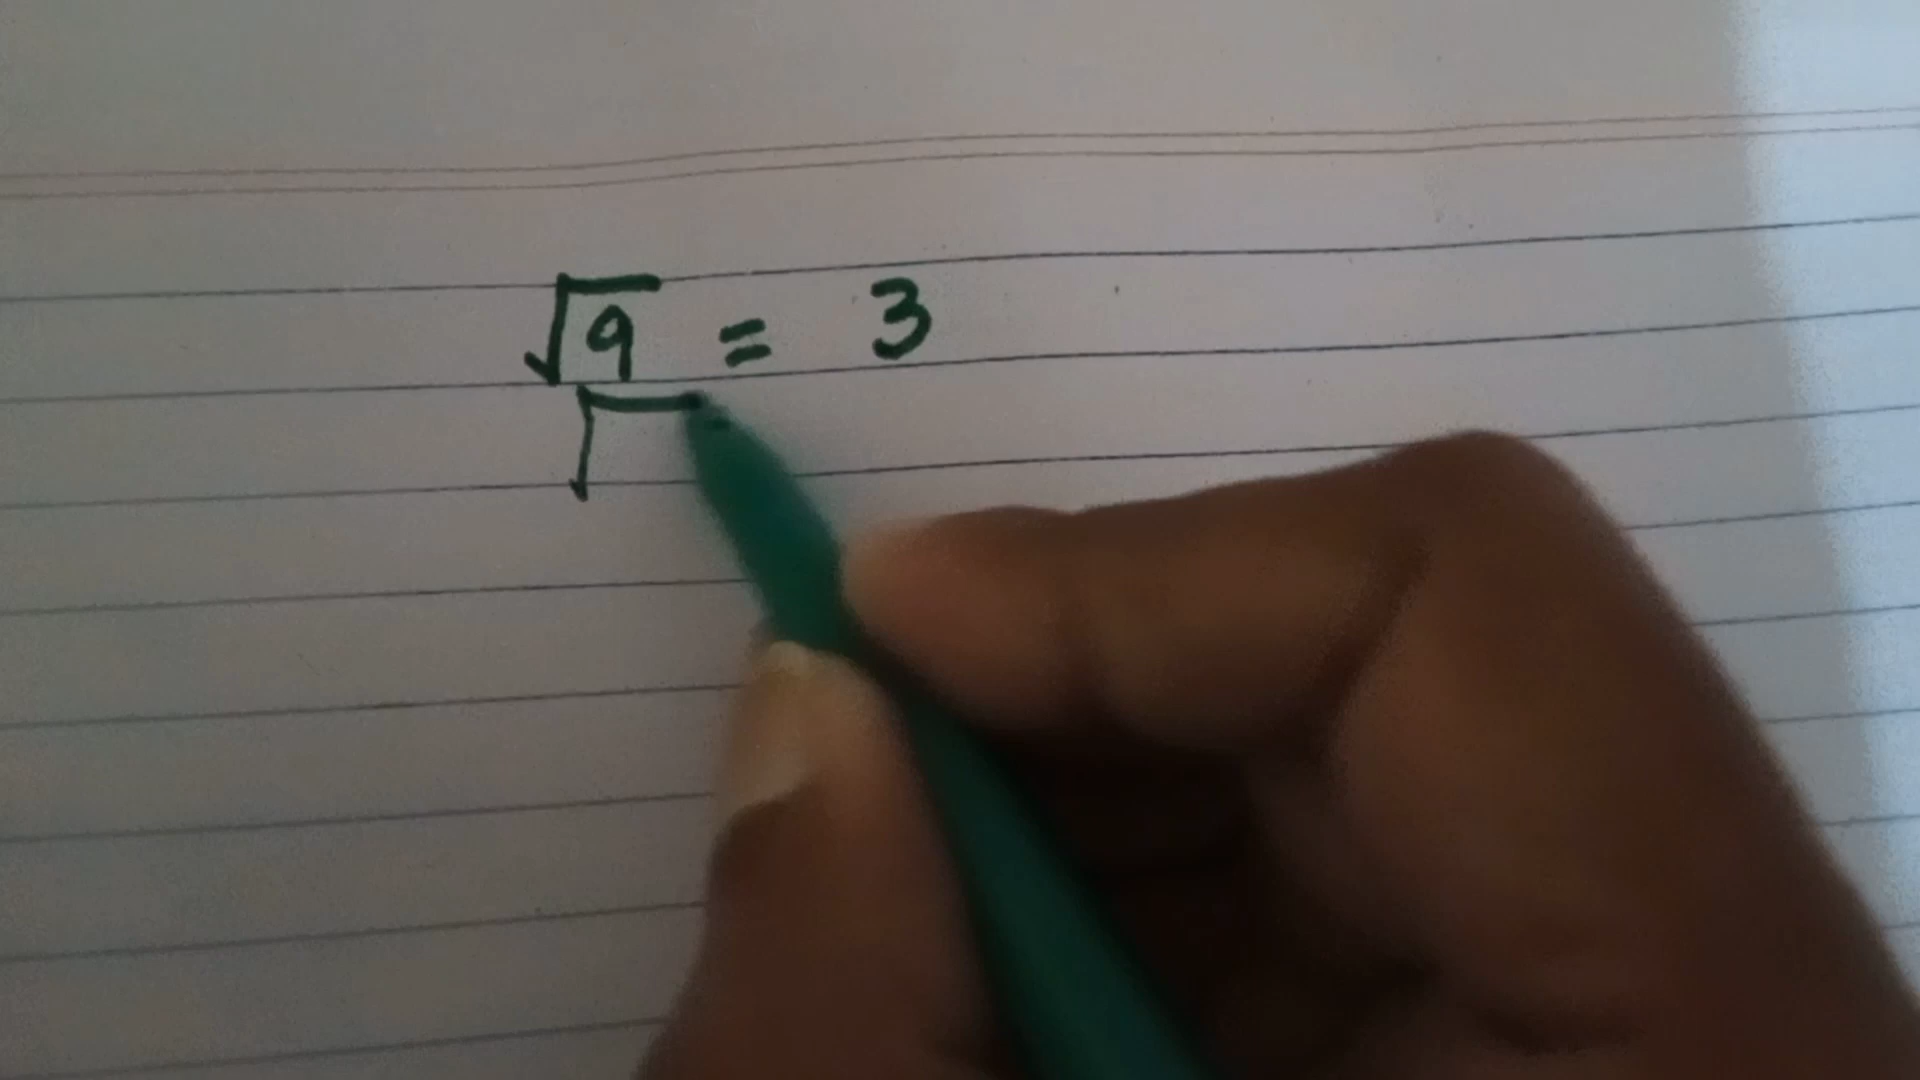 √9 = 3
√